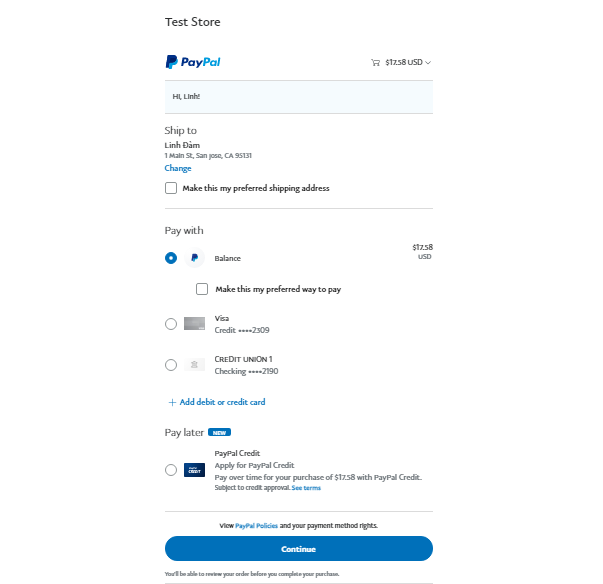 Test Store
PayPal
$17.58 USD
Hi, Linh!
Ship to
Linh Đàm
1 Main St, San Jose, CA 95131
Change
Make this my preferred shipping address
Pay with
$17.58
Balance
USD
Make this my preferred way to pay
Visa
Credit ••••2309
CREDIT UNION 1
Checking ••••2190
Add debit or credit card
Pay later NEW
PayPal Credit
Apply for PayPal Credit
CREDIT
Pay over time for your purchase of $17.58 with PayPal Credit.
Subject to credit approval. See terms
View PayPal Policies and your payment method rights.
Continue
You'll be able to review your order before you complete your purchase.